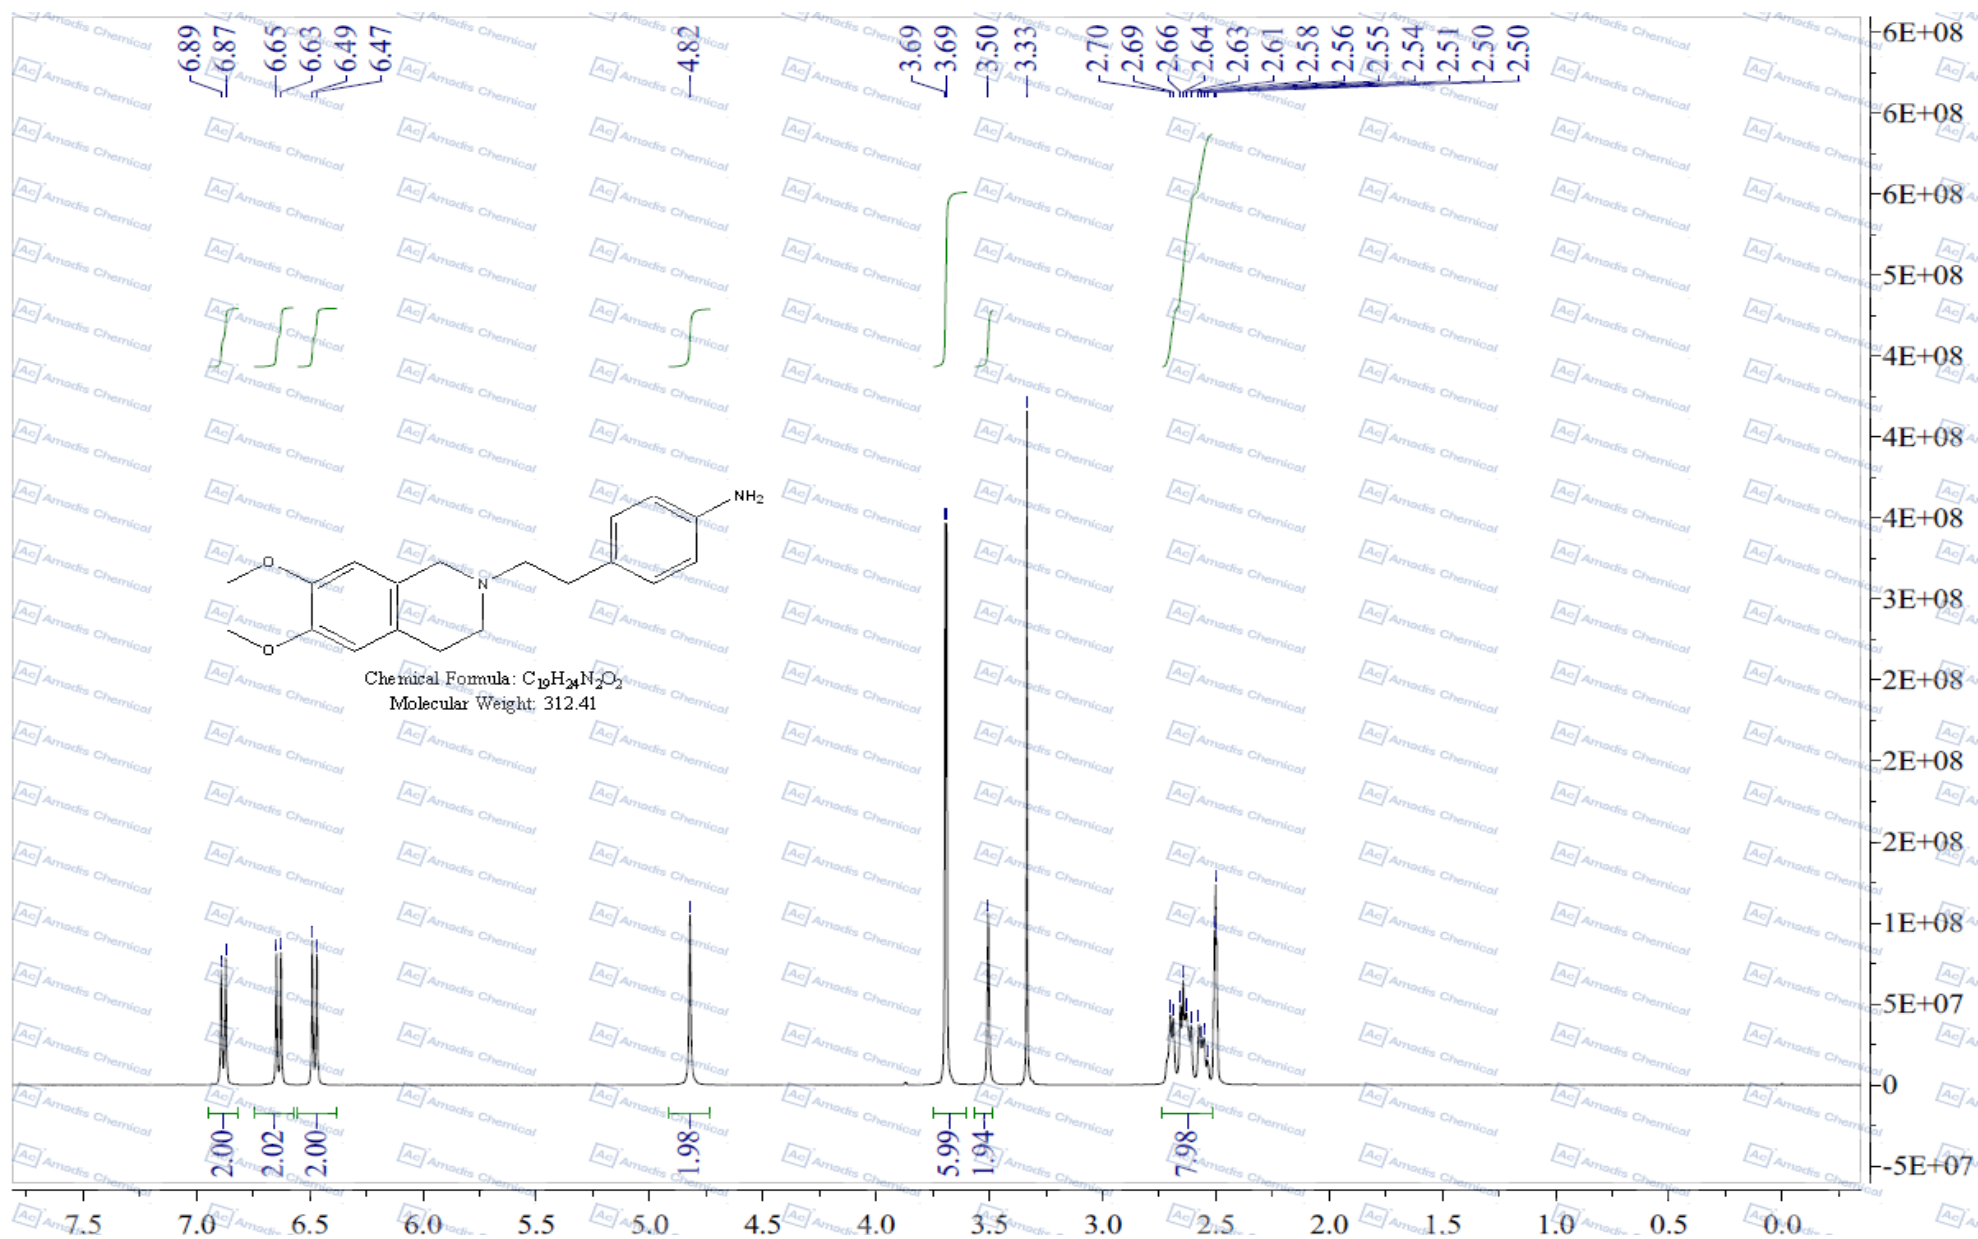 6.89 6.87 6.65 6.63 6.49 6.47 4.82 3.69 3.69 3.50 3.33 2.70 2.69 2.66 2.64 2.63 2.61 2.58 2.56 2.55 2.54 2.51 2.50 2.50
6E+08
6E+08
6E+08
5E+08
4E+08
4E+08
4E+08
3E+08
2E+08
2E+08
2E+08
1E+08
5E+07
0
-5E+07
NH2
O
N
O
Chemical Formula: C19H24N2O2
Molecular Weight: 312.41
2.00 2.02 2.00 1.98 5.99 1.94 7.98
7.5 7.0 6.5 6.0 5.5 5.0 4.5 4.0 3.5 3.0 2.5 2.0 1.5 1.0 0.5 0.0
Ac Amadis Chemical